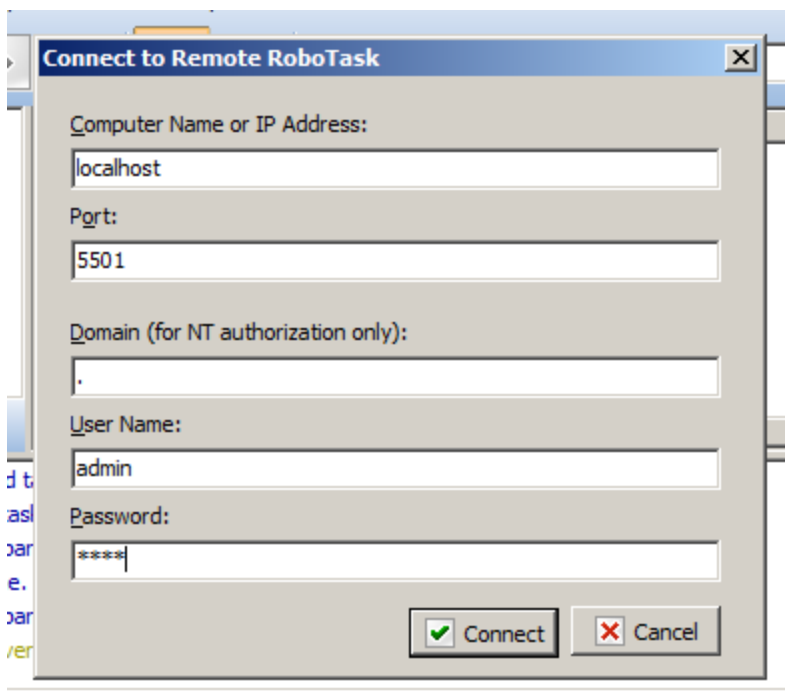 Connect to Remote RoboTask
Computer Name or IP Address:
localhost
Port:
5501
Domain (for NT authorization only):
.
User Name:
admin
Password:
****
Connect
Cancel